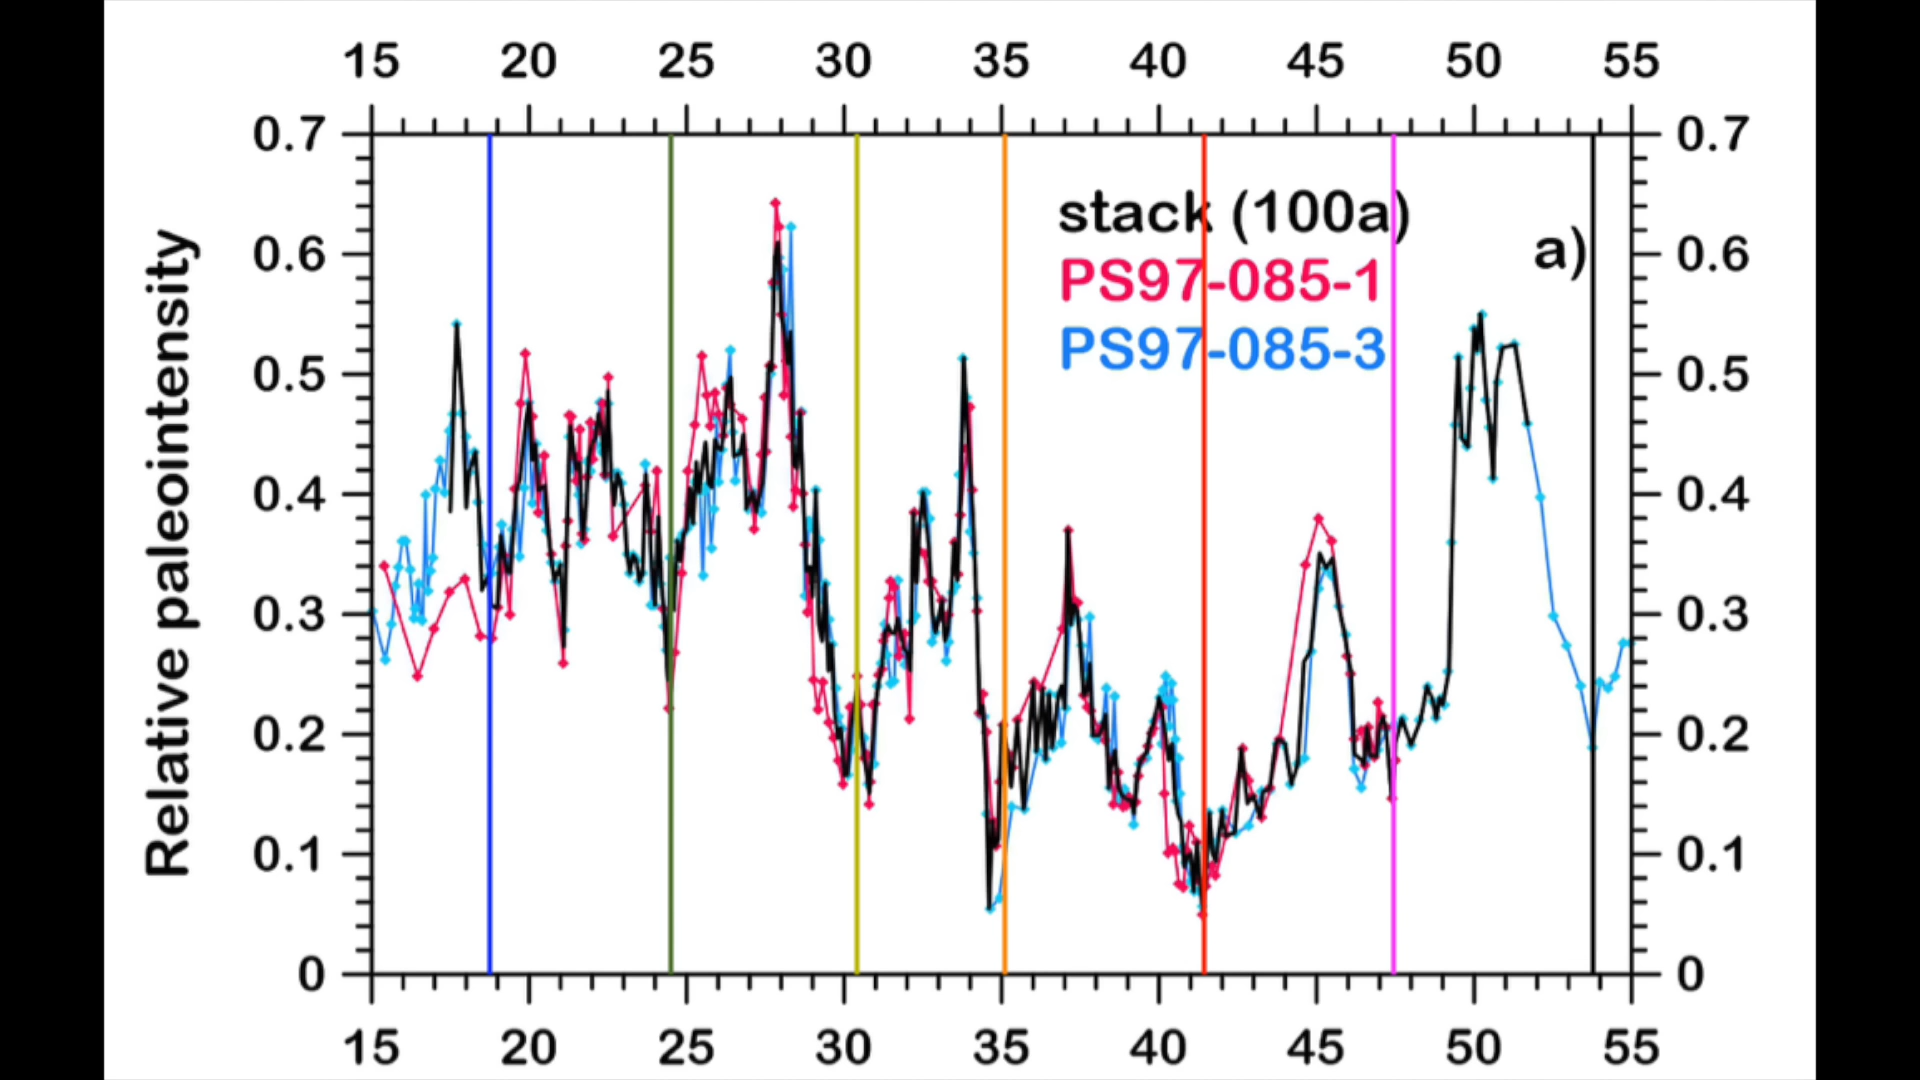 15 20 25 30 35 40 45 50 55
0.7 0.7
stack (100a)
a)
0.6 0.6
PS97-085-1
PS97-085-3
0.5 0.5
Relative paleointensity
0.4 0.4
0.3 0.3
0.2 0.2
0.1 0.1
0 0
15 20 25 30 35 40 45 50 55